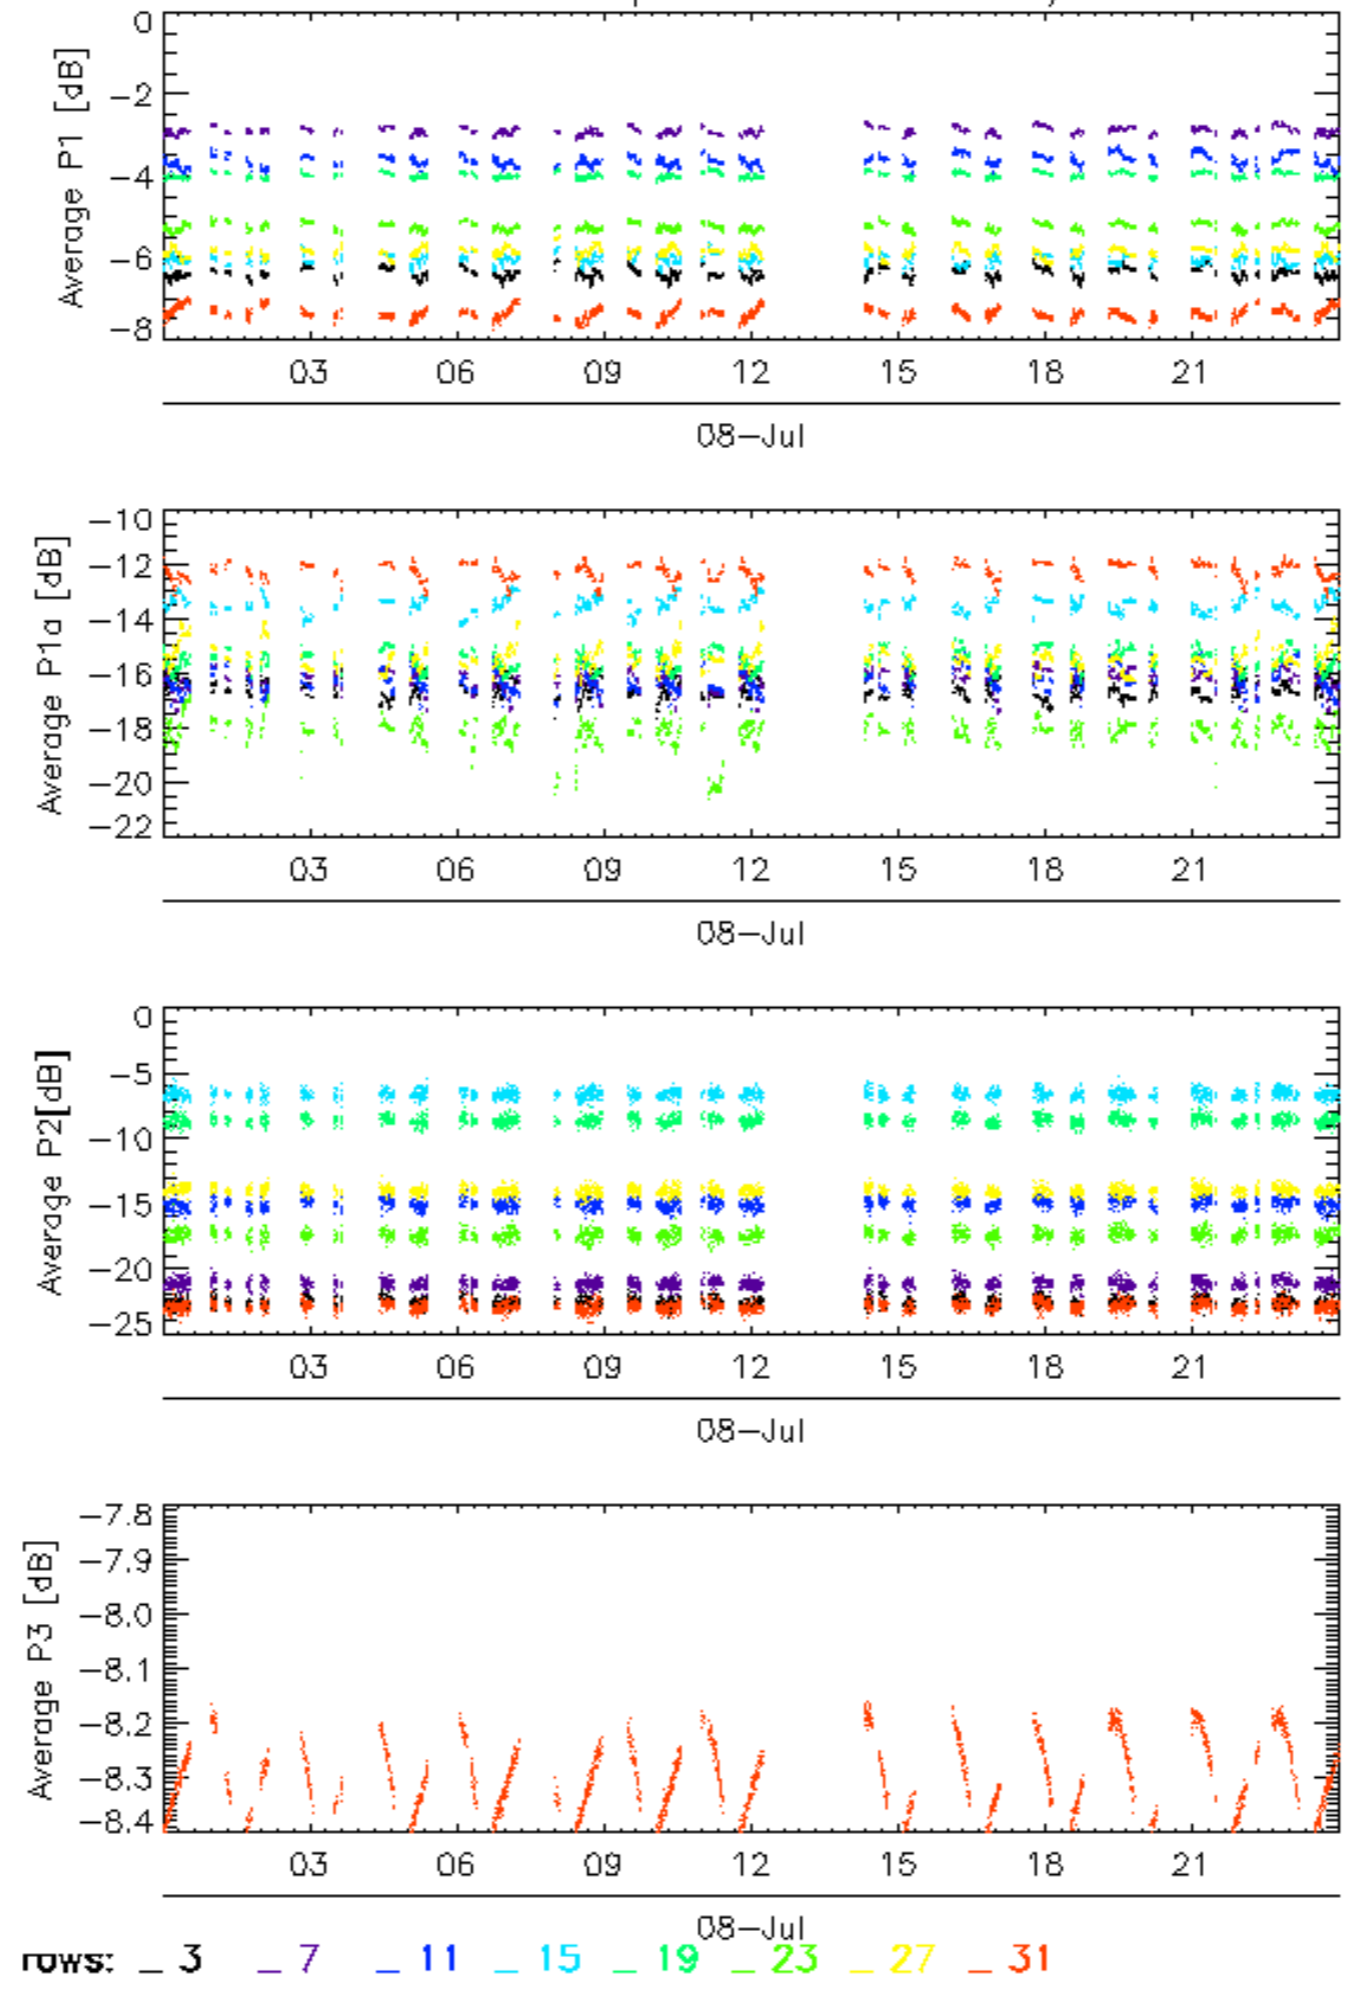 0
−2
−4
−6
−8
Average P1 [dB]
03 06 09 12 15 18 21
08−Jul
−10
−12
−14
−16
−18
−20
−22
Average P1a [dB]
03 06 09 12 15 18 21
08−Jul
0
−5
−10
−15
−20
−25
Average P2[dB]
03 06 09 12 15 18 21
08−Jul
−7.8
−7.9
−8.0
−8.1
−8.2
−8.3
−8.4
Average P3 [dB]
03 06 09 12 15 18 21
08−Jul
rows: _ 3 _ 7 _ 11 _ 15 _ 19 _ 23 _ 27 _ 31